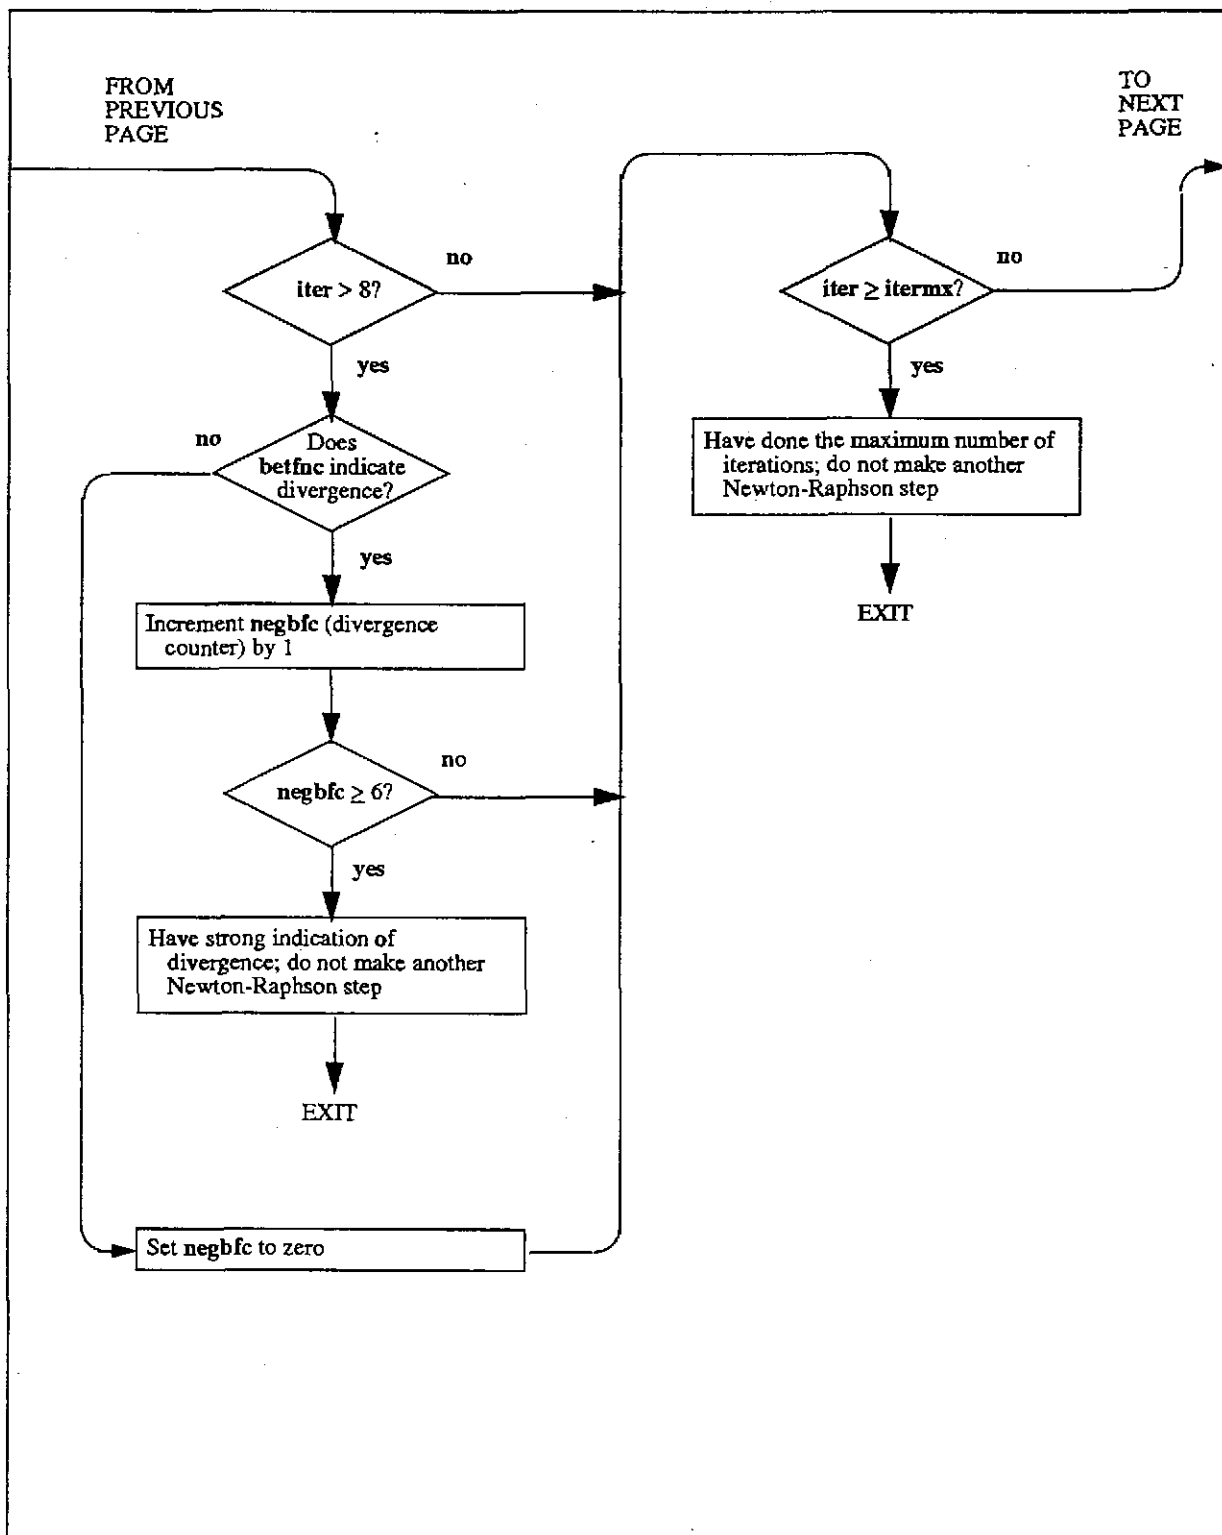 FROM
PREVIOUS
PAGE
iter > 8?
no
yes
Does
betfnc indicate
divergence?
no
yes
Increment negbfc (divergence
counter) by 1
negbfc ≥ 6?
no
yes
Have strong indication of
divergence; do not make another
Newton-Raphson step
EXIT
Set negbfc to zero
TO
NEXT
PAGE
iter ≥ itermx?
no
yes
Have done the maximum number of
iterations; do not make another
Newton-Raphson step
EXIT